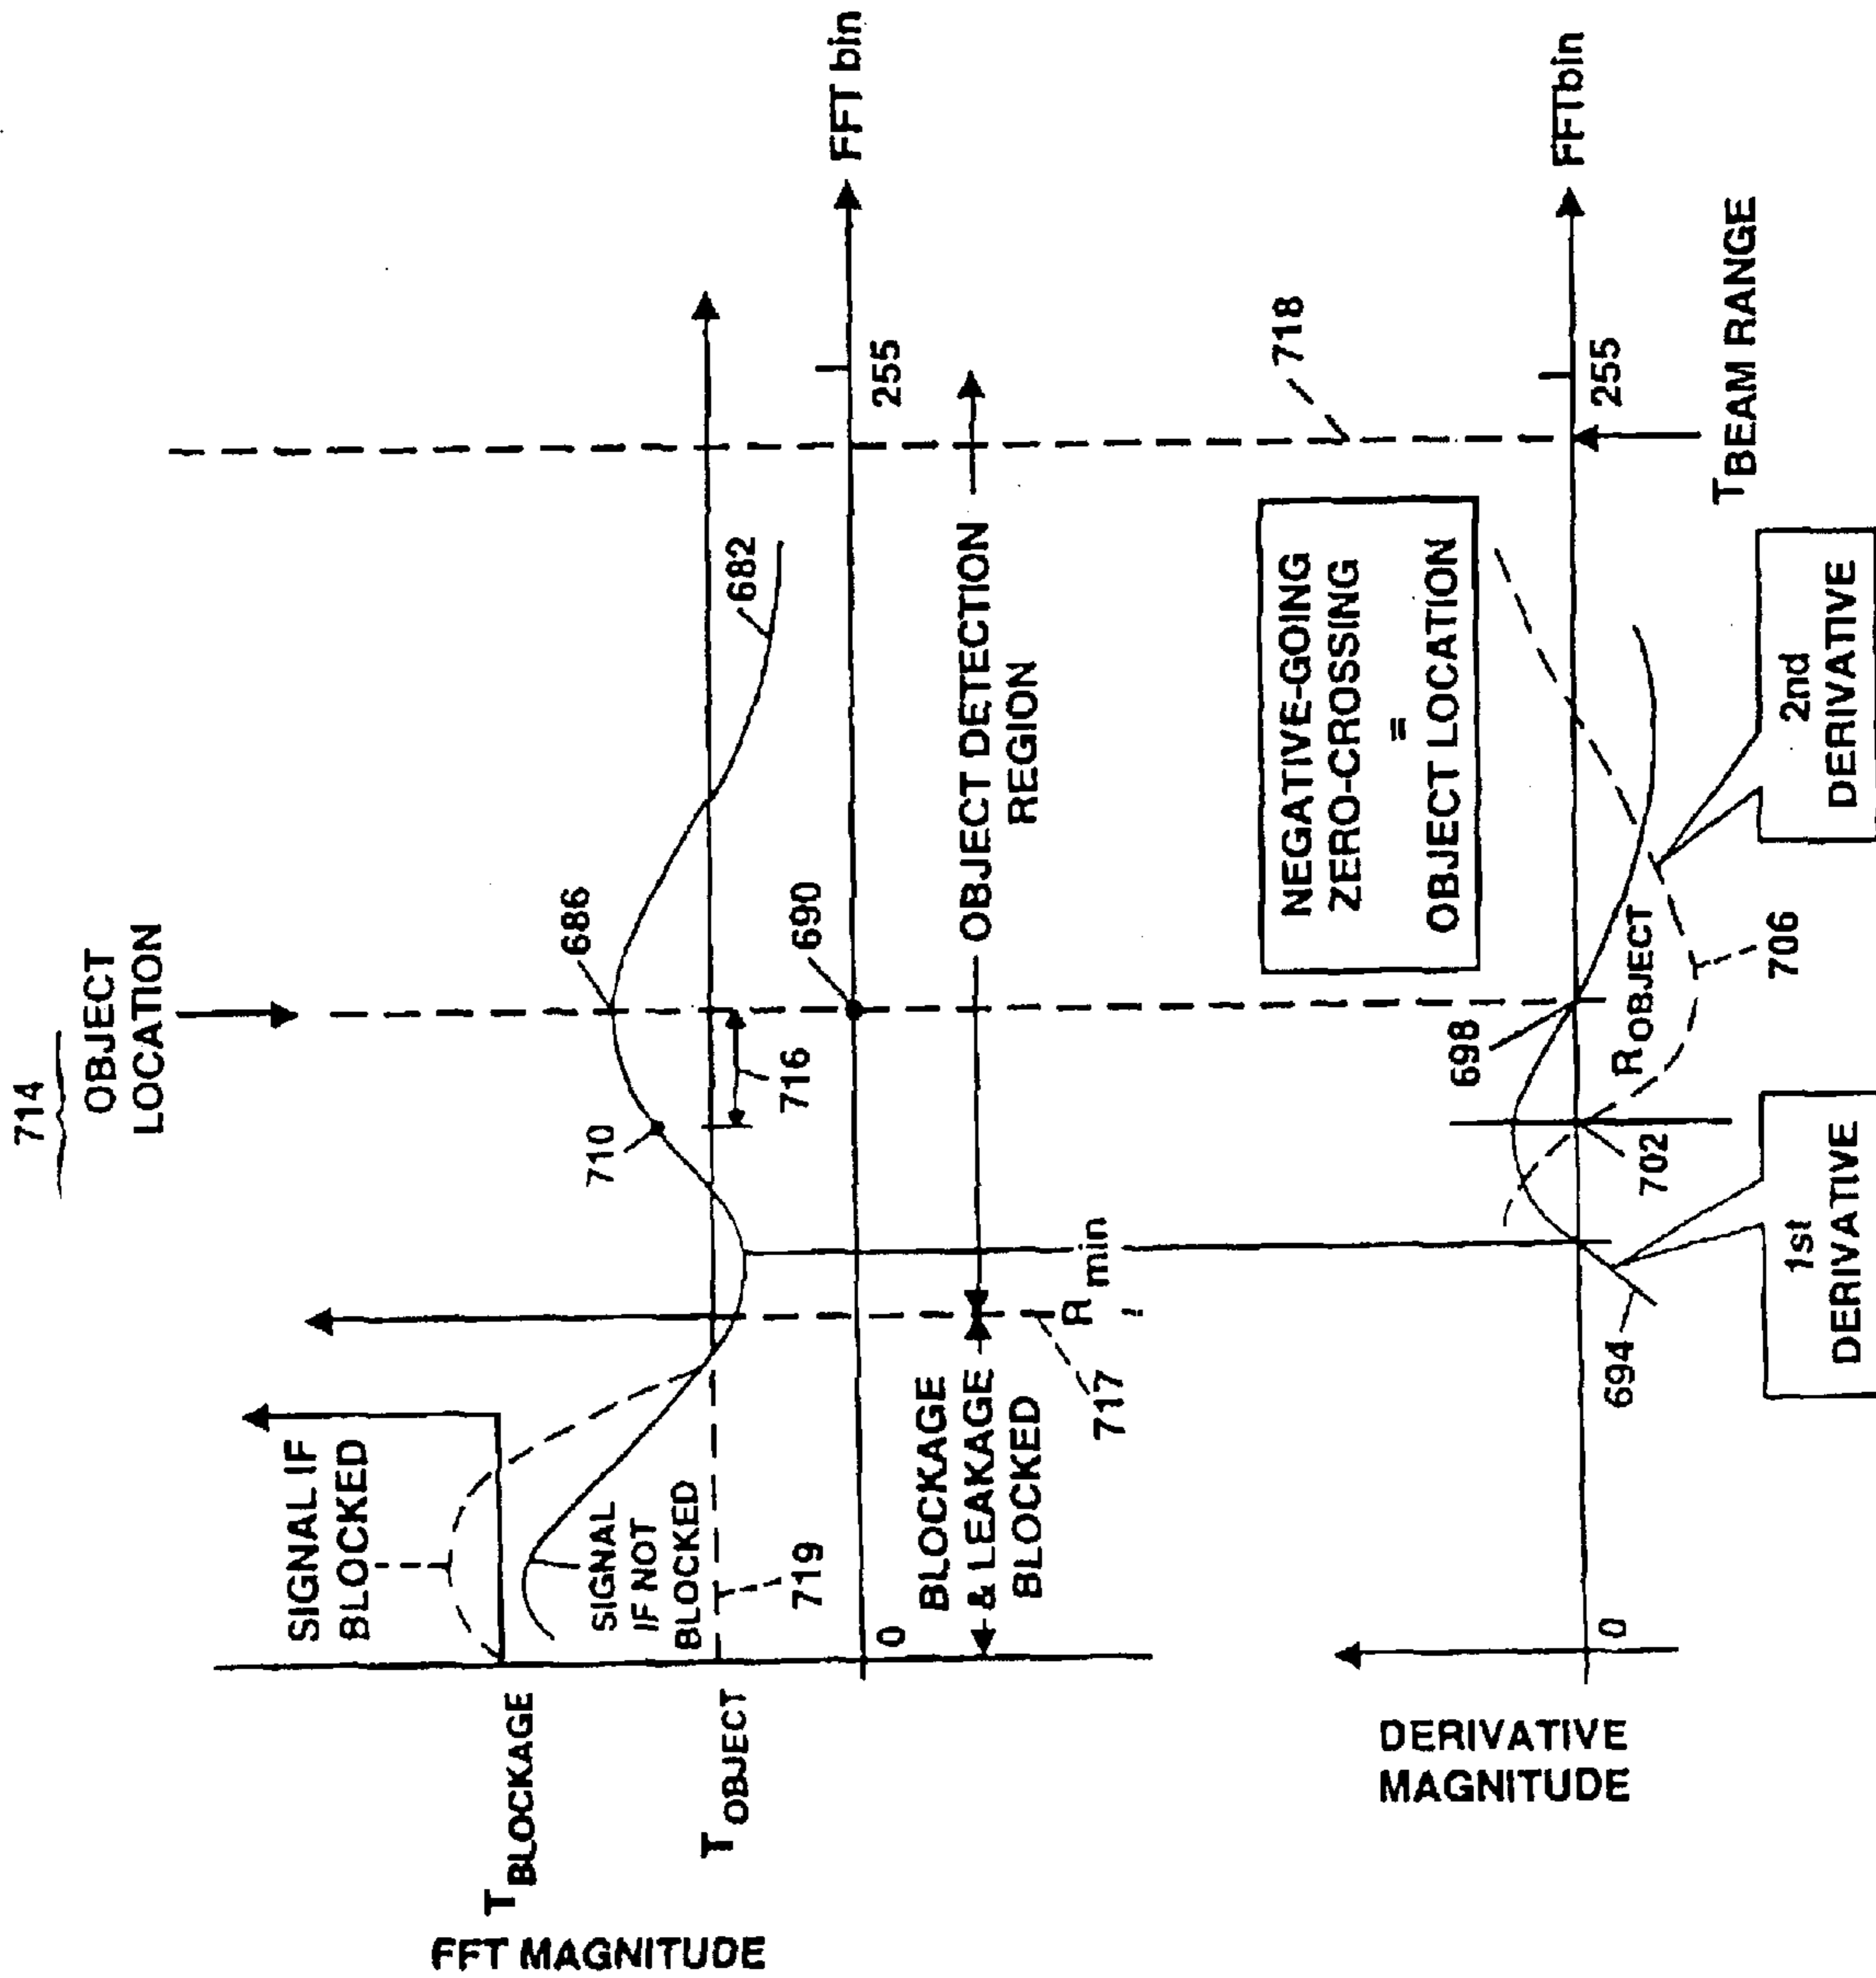 714
OBJECT
LOCATION
SIGNAL IF
BLOCKED
686
710
682
T BLOCKAGE
SIGNAL
IF NOT
BLOCKED
716
T OBJECT
719
690
FFT MAGNITUDE
FFT bin
0
255
BLOCKAGE
& LEAKAGE
BLOCKED
OBJECT DETECTION
REGION
R min
717
718
NEGATIVE-GOING
ZERO-CROSSING
=
OBJECT LOCATION
698
DERIVATIVE
MAGNITUDE
FFTbin
0
255
694
702
R OBJECT
706
T BEAM RANGE
1st
DERIVATIVE
2nd
DERIVATIVE